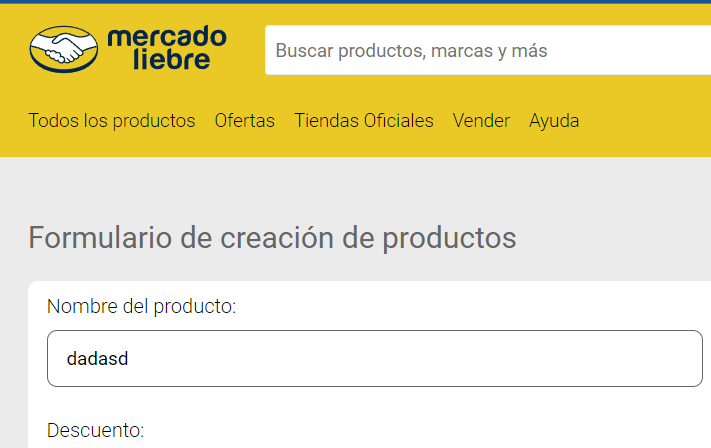 mercado
liebre
Buscar productos, marcas y más
Todos los productos Ofertas Tiendas Oficiales Vender Ayuda
Formulario de creación de productos
Nombre del producto:
dadasd
Descuento: